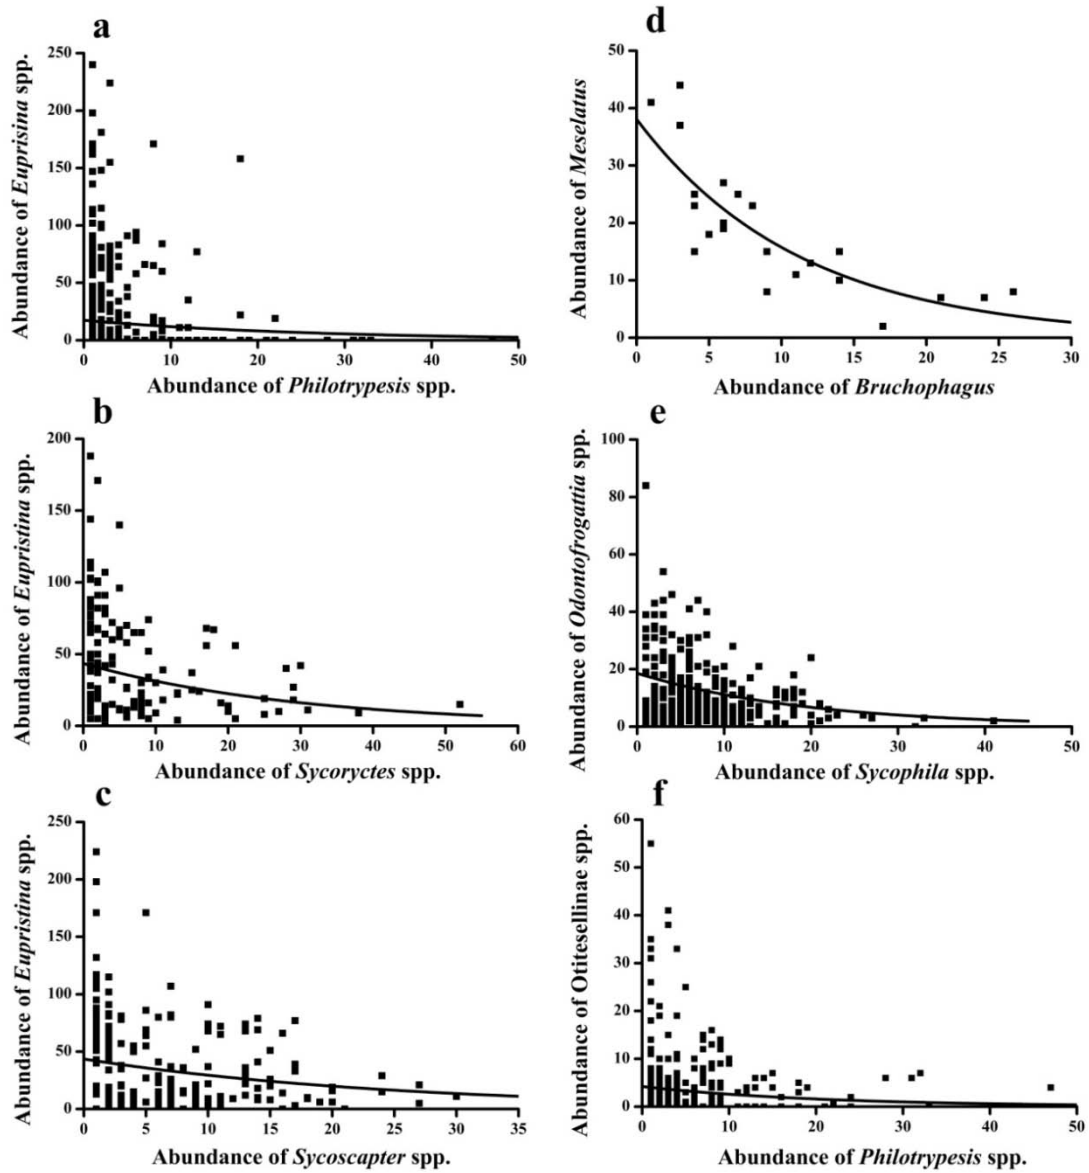 a
250
200
150
100
50
0
Abundance of Euprisina spp.
0 10 20 30 40 50
Abundance of Philotrypesis spp.
b
200
150
100
50
0
Abundance of Eupristina spp.
0 10 20 30 40 50 60
Abundance of Sycoryctes spp.
c
250
200
150
100
50
0
Abundance of Eupristina spp.
0 5 10 15 20 25 30 35
Abundance of Sycoscapter spp.
d
50
40
30
20
10
0
Abundance of Meselatus
0 5 10 15 20 25 30
Abundance of Bruchophagus
e
100
80
60
40
20
0
Abundance of Odontofrogattia spp.
0 10 20 30 40 50
Abundance of Sycophila spp.
f
60
50
40
30
20
10
0
Abundance of Otitesellinae spp.
0 10 20 30 40 50
Abundance of Philotrypesis spp.